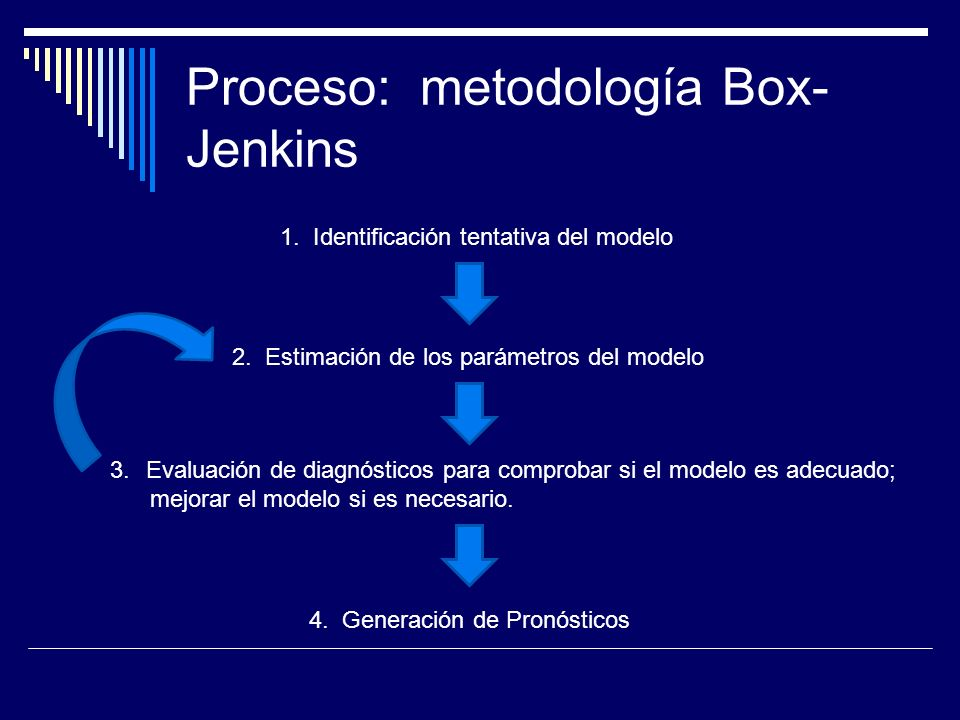 Proceso: metodología Box-
Jenkins
1. Identificación tentativa del modelo
2. Estimación de los parámetros del modelo
3. Evaluación de diagnósticos para comprobar si el modelo es adecuado;
mejorar el modelo si es necesario.
4. Generación de Pronósticos